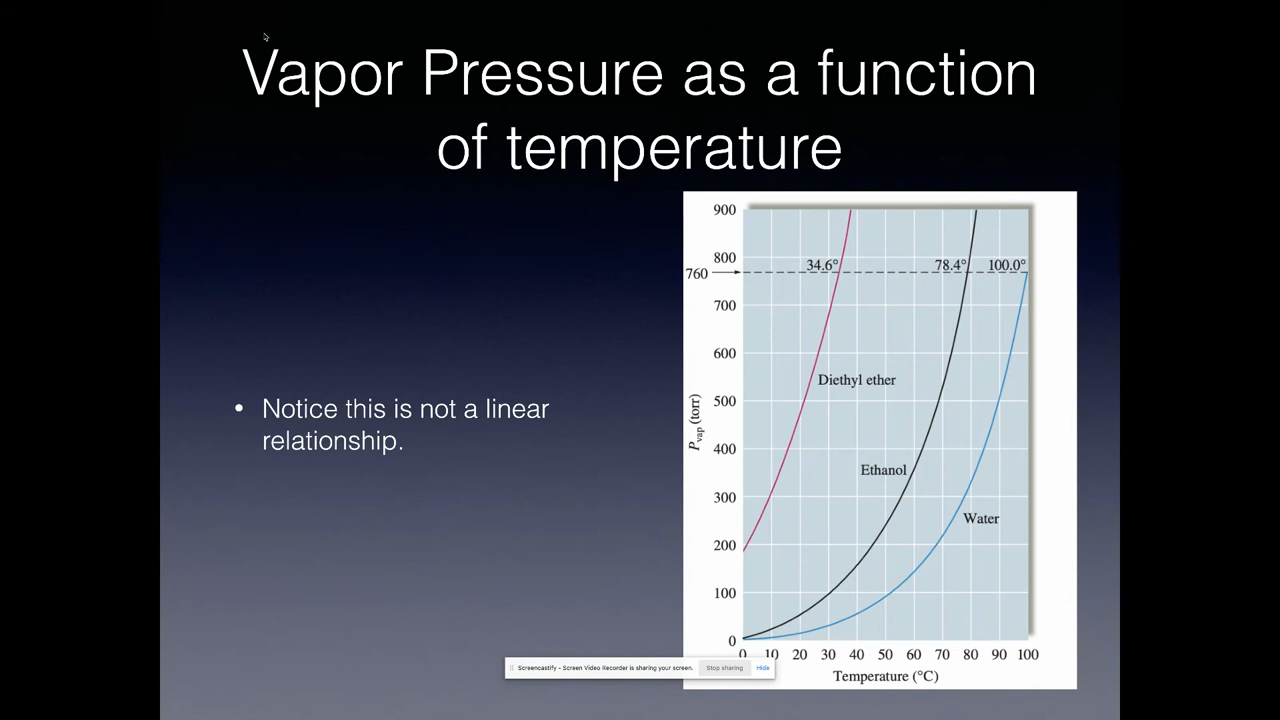 Vapor Pressure as a function
of temperature
• Notice this is not a linear
relationship.
900
800
760
700
600
500
400
300
200
100
0
P vap (torr)
34.6°
78.4°
100.0°
Diethyl ether
Ethanol
Water
0 10 20 30 40 50 60 70 80 90 100
Temperature (°C)
Screencastify - Screen Video Recorder is sharing your screen. Stop sharing Hide